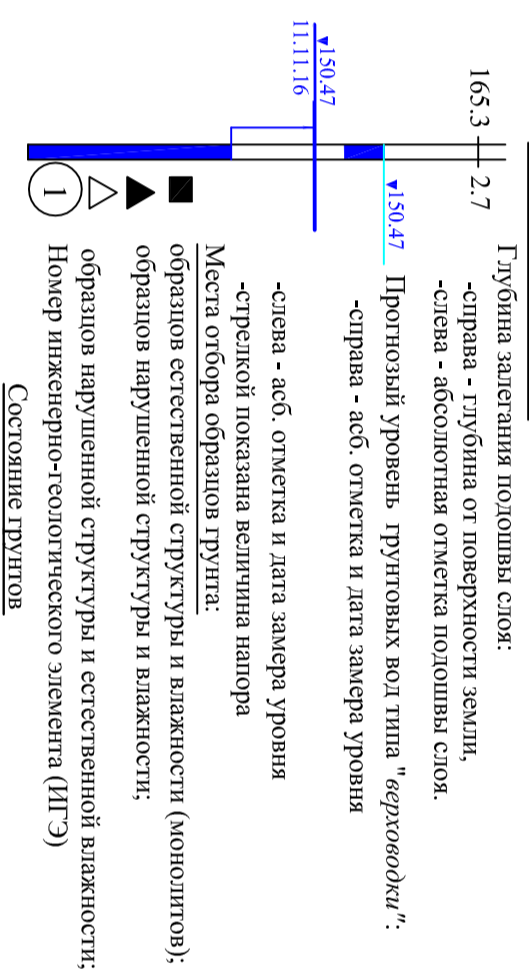 Глубина залегания подошвы слоя:
165.3 2.7
-справа - глубина от поверхности земли,
-слева - абсолютная отметка подошвы слоя.
▾150.47
Прогнозый уровень грунтовых вод типа "верховодки":
-справа - асб. отметка и дата замера уровня
▾150.47
11.11.16
-слева - асб. отметка и дата замера уровня
-стрелкой показана величина напора
Места отбора образцов грунта:
образцов естественной структуры и влажности (монолитов);
образцов нарушенной структуры и влажности;
образцов нарушенной структуры и естественной влажности;
1 Номер инженерно-геологического элемента (ИГЭ)
Состояние грунтов